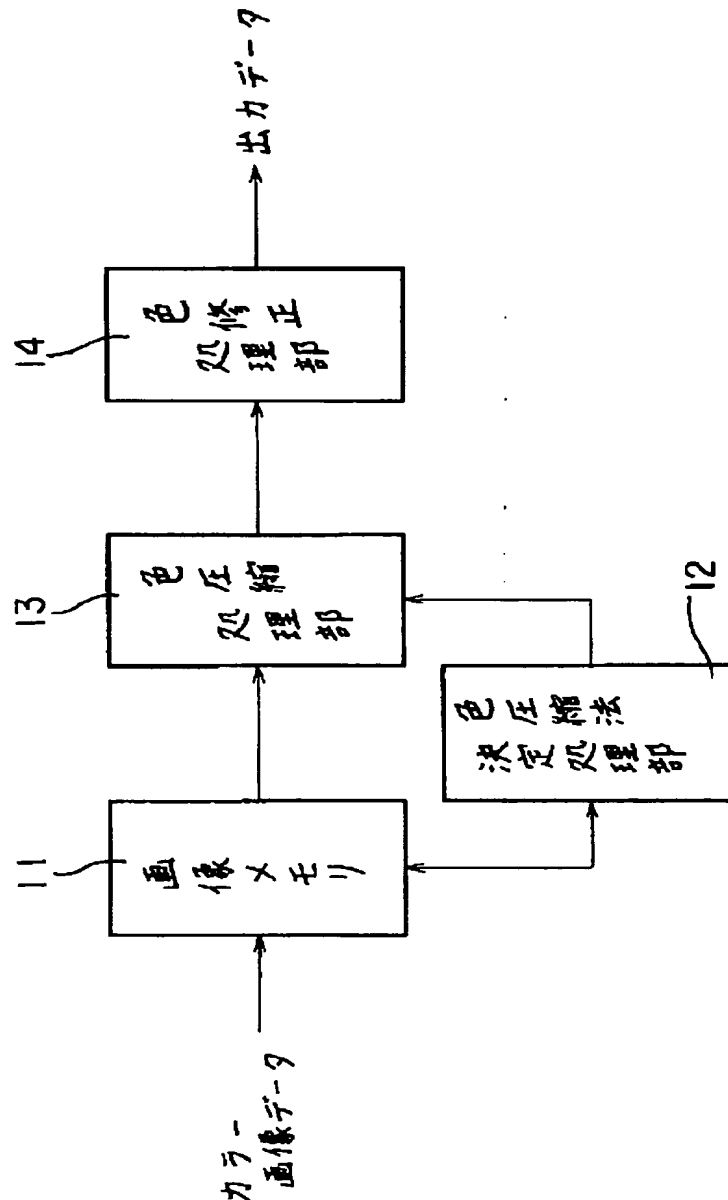 カラー
画像データ
11
画像メモリ
12
色圧縮法
決定処理部
13
色圧縮
処理部
14
色修正
処理部
出力データ